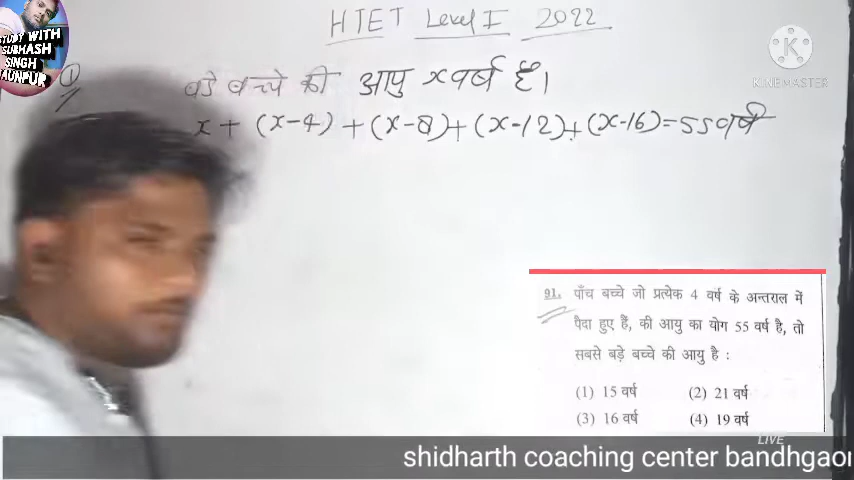 HTET Level I 2022
STUDY WITH
SUBHASH
SINGH
JAUNPUR
KINEMASTER
① बड़े बच्चे की आयु x वर्ष है।
x + (x-4) + (x-8) + (x-12) + (x-16) = 55 वर्ष
91. पाँच बच्चे जो प्रत्येक 4 वर्ष के अन्तराल में
पैदा हुए हैं, की आयु का योग 55 वर्ष है, तो
सबसे बड़े बच्चे की आयु है :
(1) 15 वर्ष (2) 21 वर्ष
(3) 16 वर्ष (4) 19 वर्ष
LIVE
shidharth coaching center bandhgaon